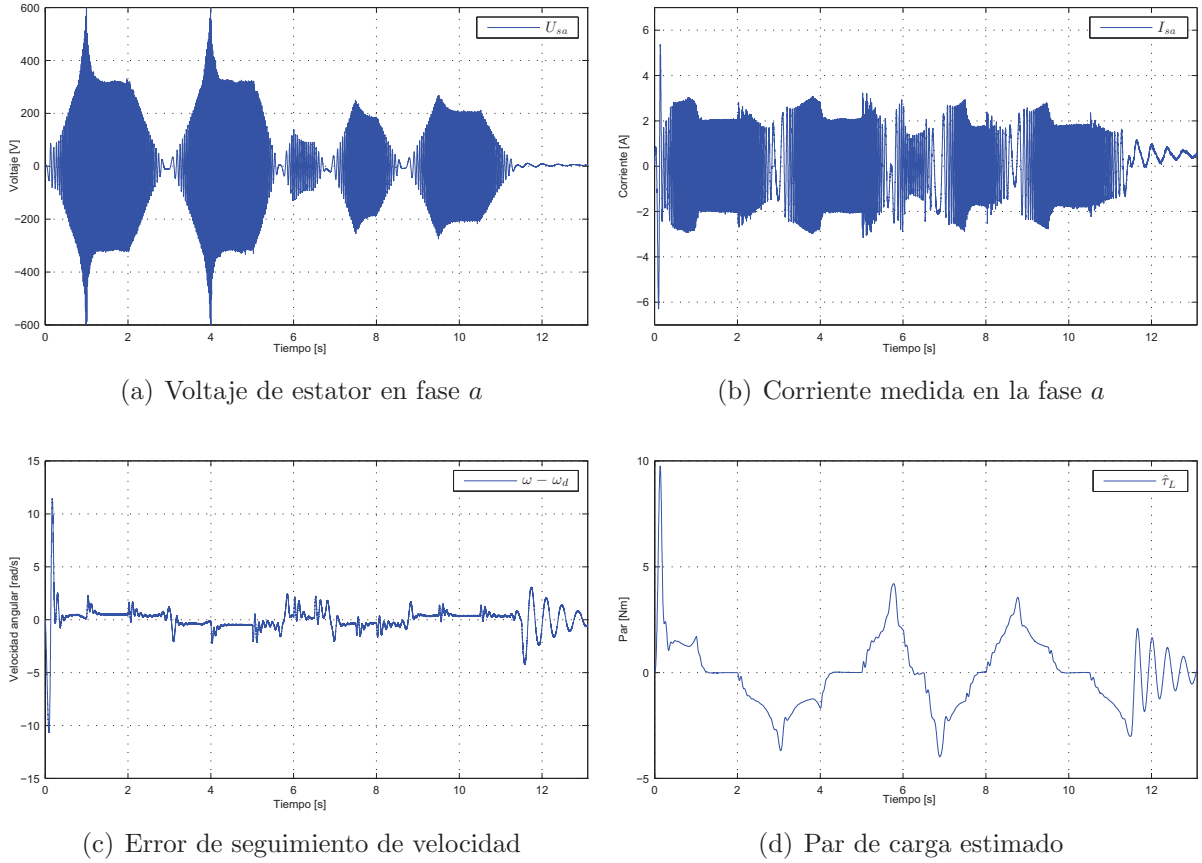 600
400
200
0
−200
−400
−600
Voltaje [V]
U_{sa}
0 2 4 6 8 10 12
Tiempo [s]
(a) Voltaje de estator en fase a
6
4
2
0
−2
−4
−6
Corriente [A]
I_{sa}
0 2 4 6 8 10 12
Tiempo [s]
(b) Corriente medida en la fase a
15
10
5
0
−5
−10
−15
Velocidad angular [rad/s]
ω − ω_d
0 2 4 6 8 10 12
Tiempo [s]
(c) Error de seguimiento de velocidad
10
5
0
−5
Par [Nm]
τ̂_L
0 2 4 6 8 10 12
Tiempo [s]
(d) Par de carga estimado